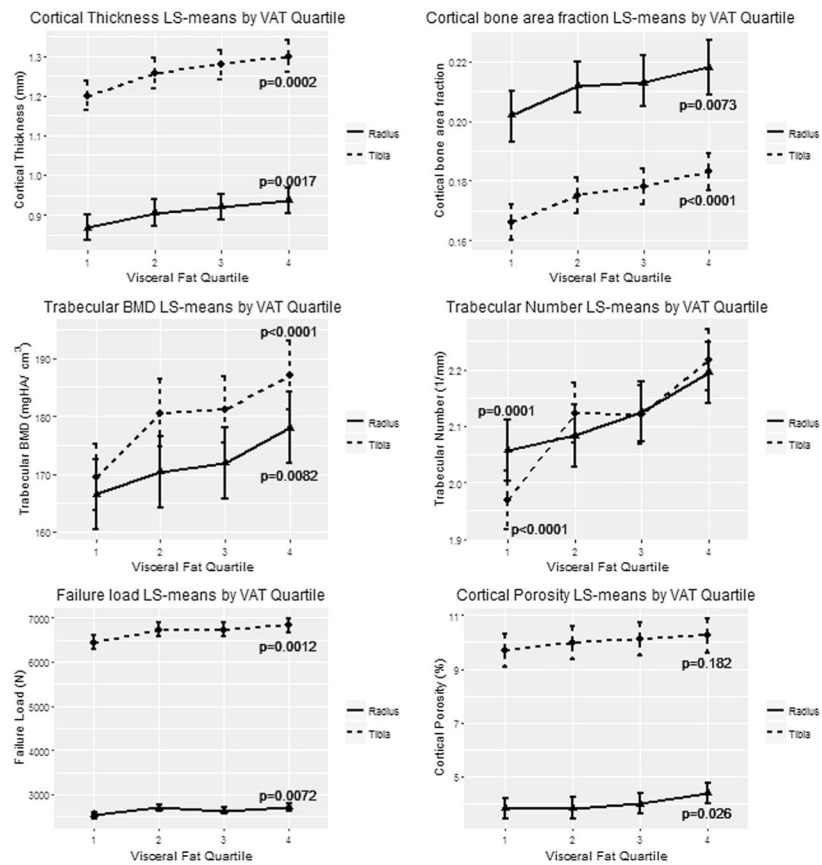 Cortical Thickness LS-means by VAT Quartile
Cortical Thickness (mm)
1.3
1.2
1.1
1.0
0.9
p=0.0002
p=0.0017
1 2 3 4
Visceral Fat Quartile
Radius
Tibia
Cortical bone area fraction LS-means by VAT Quartile
Cortical bone area fraction
0.22
0.20
0.18
0.16
p=0.0073
p<0.0001
1 2 3 4
Visceral Fat Quartile
Radius
Tibia
Trabecular BMD LS-means by VAT Quartile
Trabecular BMD (mgHA/ cm³)
190
180
170
160
p<0.0001
p=0.0082
1 2 3 4
Visceral Fat Quartile
Radius
Tibia
Trabecular Number LS-means by VAT Quartile
Trabecular Number (1/mm)
2.2
2.1
2.0
1.9
p=0.0001
p<0.0001
1 2 3 4
Visceral Fat Quartile
Radius
Tibia
Failure load LS-means by VAT Quartile
Failure Load (N)
7000
6000
5000
4000
3000
p=0.0012
p=0.0072
1 2 3 4
Visceral Fat Quartile
Radius
Tibia
Cortical Porosity LS-means by VAT Quartile
Cortical Porosity (%)
11
9
7
5
p=0.182
p=0.026
1 2 3 4
Visceral Fat Quartile
Radius
Tibia